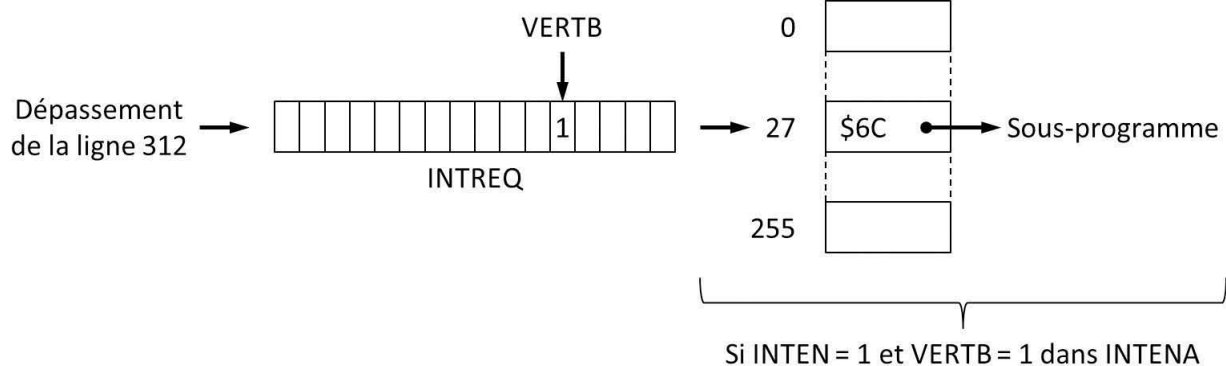 VERTB
Dépassement
de la ligne 312
1
INTREQ
0
27
$6C
Sous-programme
255
Si INTEN = 1 et VERTB = 1 dans INTENA